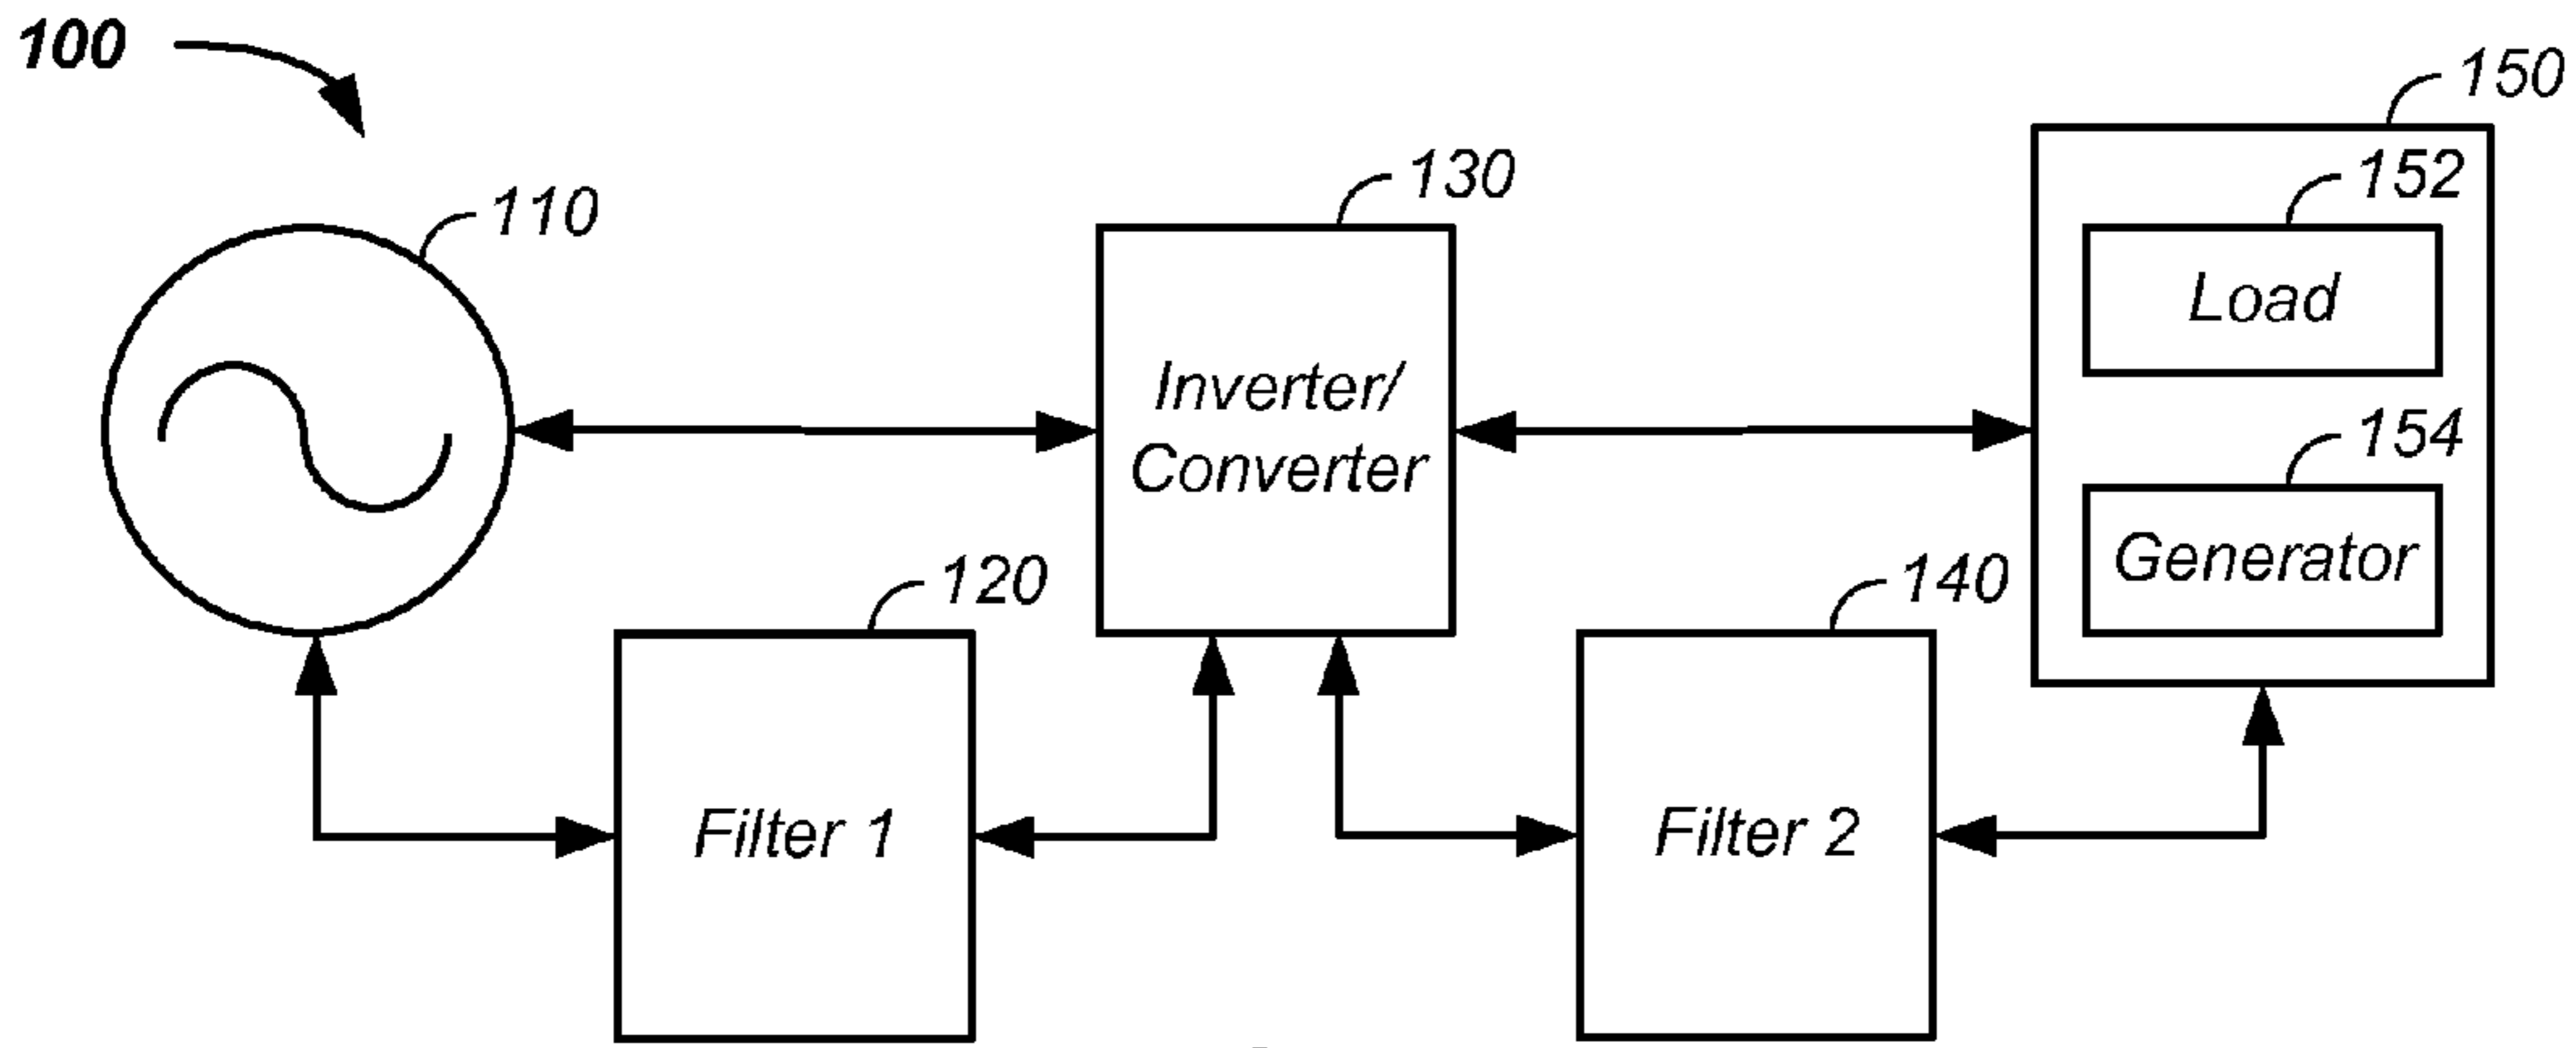 100
110
130
150
152
Load
Inverter/
Converter
154
Generator
120
140
Filter 1
Filter 2